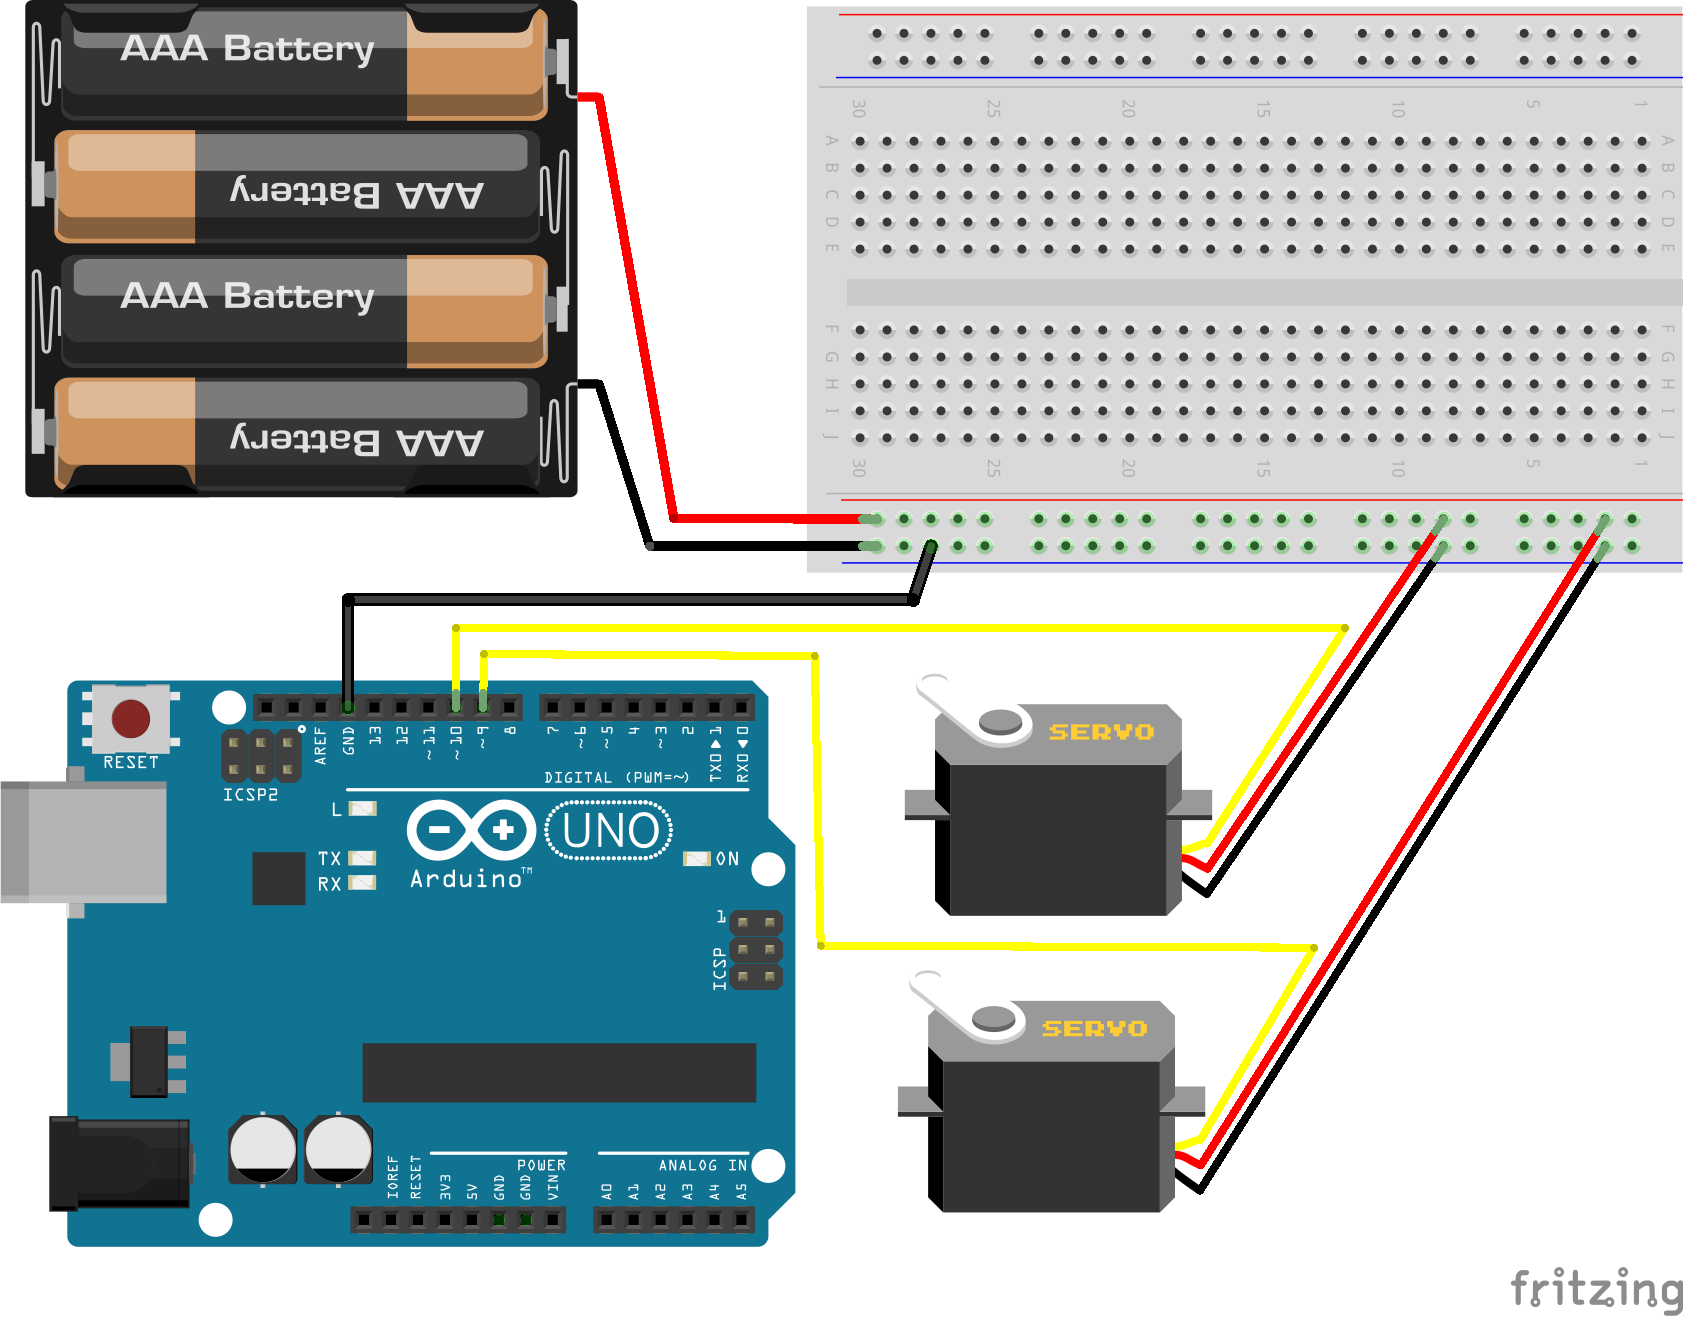 AAA Battery
AAA Battery
AAA Battery
AAA Battery
30 25 20 15 10 5 1
A A
B B
C C
D D
E E
F F
G G
H H
I I
J J
30 25 20 15 10 5 1
RESET
ICSP2
AREF
GND
13
12
~11
~10
~9
8
7
~6
~5
4
~3
2
TX0▶1
RX0◀0
DIGITAL (PWM=~)
L
TX
RX
UNO
Arduino™
ON
1
ICSP
SERVO
SERVO
IOREF
RESET
3V3
5V
GND
GND
VIN
POWER
ANALOG IN
A0
A1
A2
A3
A4
A5
fritzing